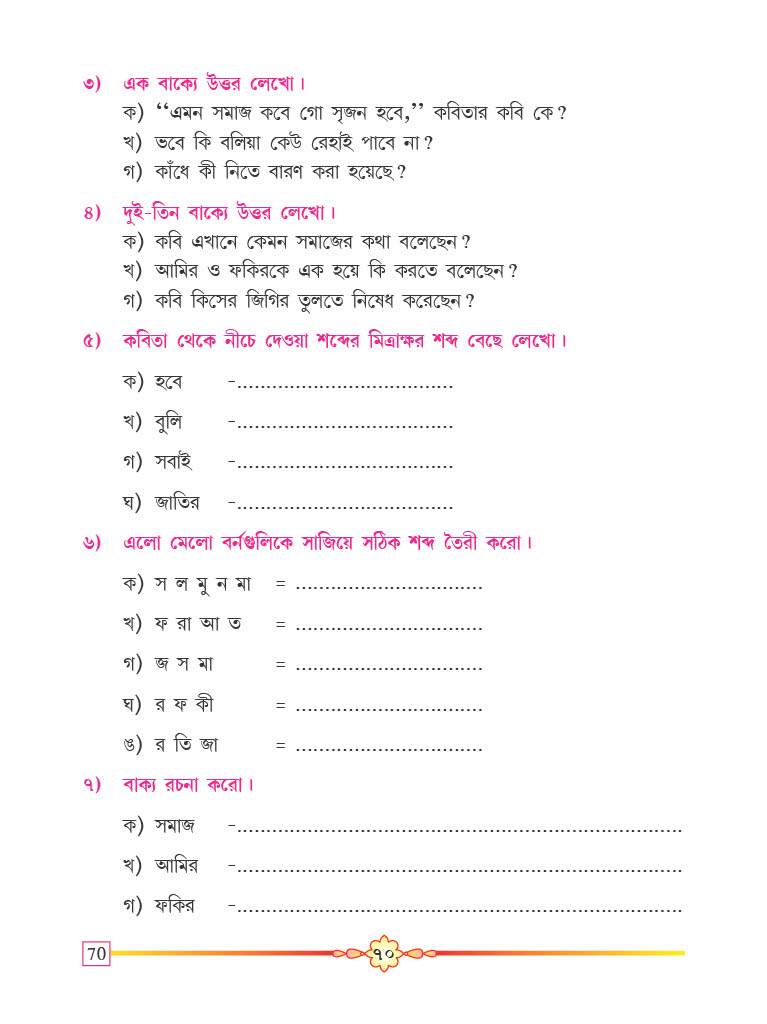 ৩) এক বাক্যে উত্তর লেখো।
ক) ‘‘এমন সমাজ কবে গো সৃজন হবে,’’ কবিতার কবি কে?
খ) ভবে কি বলিয়া কেউ রেহাই পাবে না?
গ) কাঁধে কী নিতে বারণ করা হয়েছে?
৪) দুই-তিন বাক্যে উত্তর লেখো।
ক) কবি এখানে কেমন সমাজের কথা বলেছেন?
খ) আমির ও ফকিরকে এক হয়ে কি করতে বলেছেন?
গ) কবি কিসের জিগির তুলতে নিষেধ করেছেন?
৫) কবিতা থেকে নীচে দেওয়া শব্দের মিত্রাক্ষর শব্দ বেছে লেখো।
ক) হবে -.....................................
খ) বুলি -.....................................
গ) সবাই -.....................................
ঘ) জাতির -.....................................
৬) এলো মেলো বর্নগুলিকে সাজিয়ে সঠিক শব্দ তৈরী করো।
ক) স ল মু ন মা = ................................
খ) ফ রা আ ত = ................................
গ) জ স মা = ................................
ঘ) র ফ কী = ................................
ঙ) র তি জা = ................................
৭) বাক্য রচনা করো।
ক) সমাজ -............................................................................
খ) আমির -............................................................................
গ) ফকির -............................................................................
70 ৭০